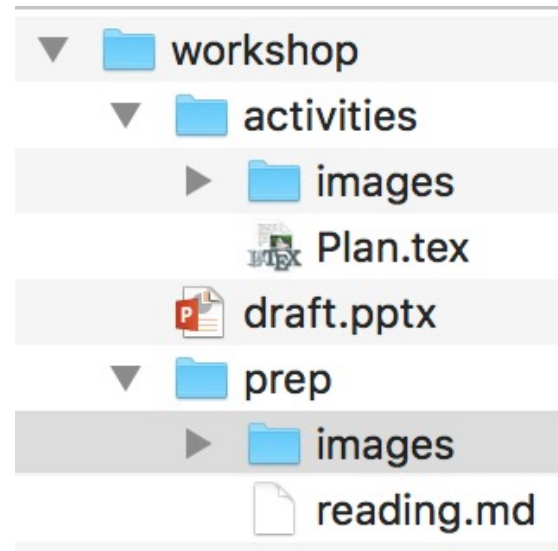 workshop
activities
images
Plan.tex
draft.pptx
prep
images
reading.md